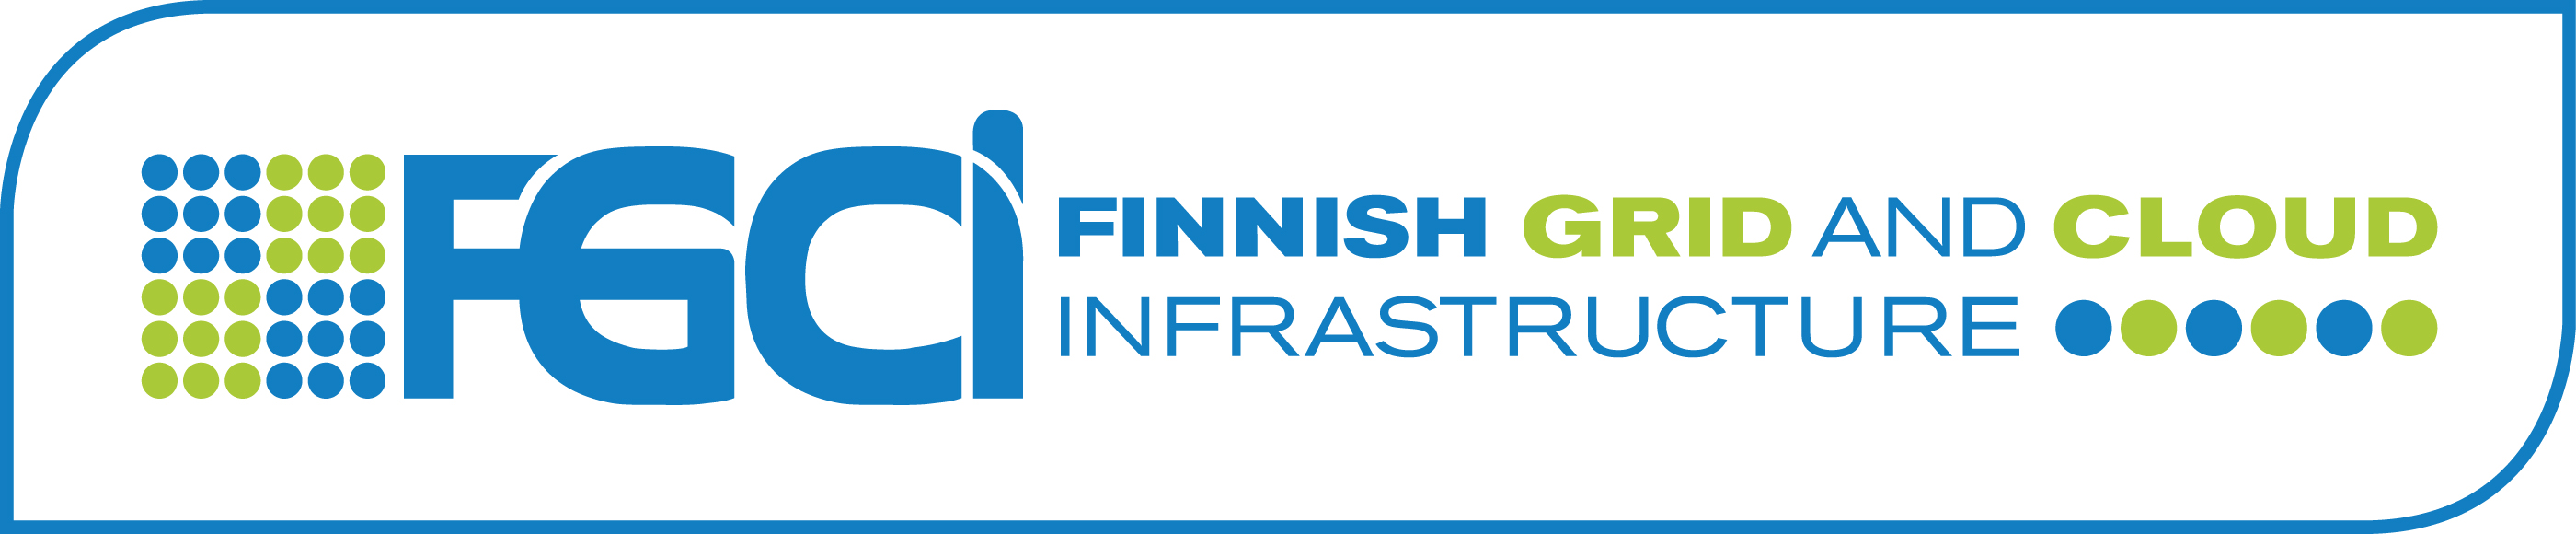 FGCI
FINNISH GRID AND CLOUD
INFRASTRUCTURE